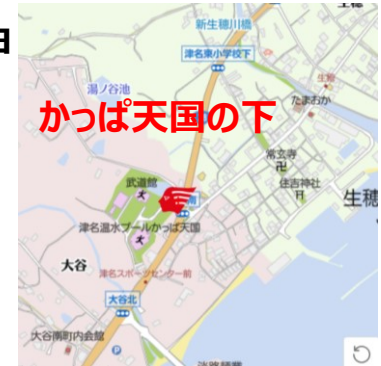 新生穂川橋
津名東小学校下
湯ノ谷池
生穂
たまおか
かっぱ天国の下
常玄寺
武道館
住吉神社
生穂
津名温水プールかっぱ天国
大谷
津名スポーツセンター前
大谷北
大谷南町内会館
P